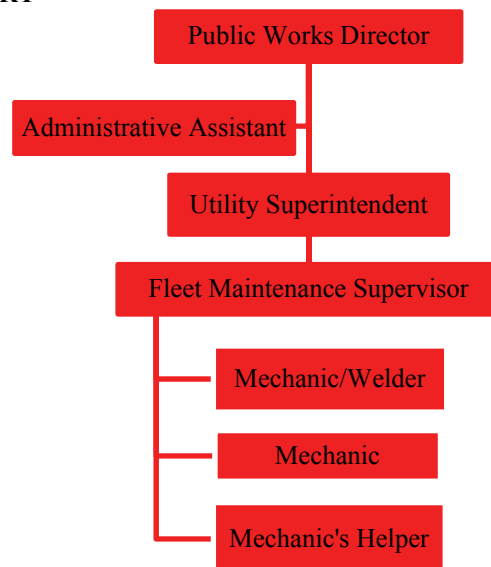 Public Works Director
Administrative Assistant
Utility Superintendent
Fleet Maintenance Supervisor
Mechanic/Welder
Mechanic
Mechanic's Helper